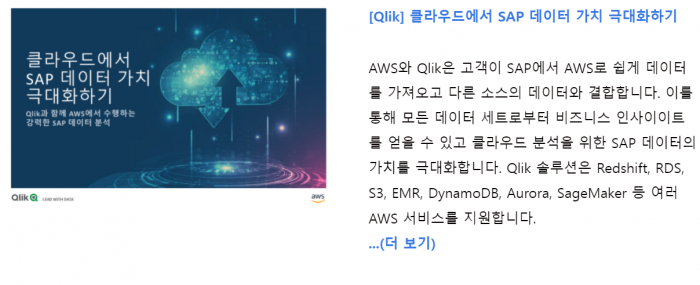 클라우드에서
SAP 데이터 가치
극대화하기
Qlik과 함께 AWS에서 수행하는
강력한 SAP 데이터 분석
Qlik LEAD WITH DATA
aws
[Qlik] 클라우드에서 SAP 데이터 가치 극대화하기
AWS와 Qlik은 고객이 SAP에서 AWS로 쉽게 데이터
를 가져오고 다른 소스의 데이터와 결합합니다. 이를
통해 모든 데이터 세트로부터 비즈니스 인사이이트
를 얻을 수 있고 클라우드 분석을 위한 SAP 데이터의
가치를 극대화합니다. Qlik 솔루션은 Redshift, RDS,
S3, EMR, DynamoDB, Aurora, SageMaker 등 여러
AWS 서비스를 지원합니다.
...(더 보기)